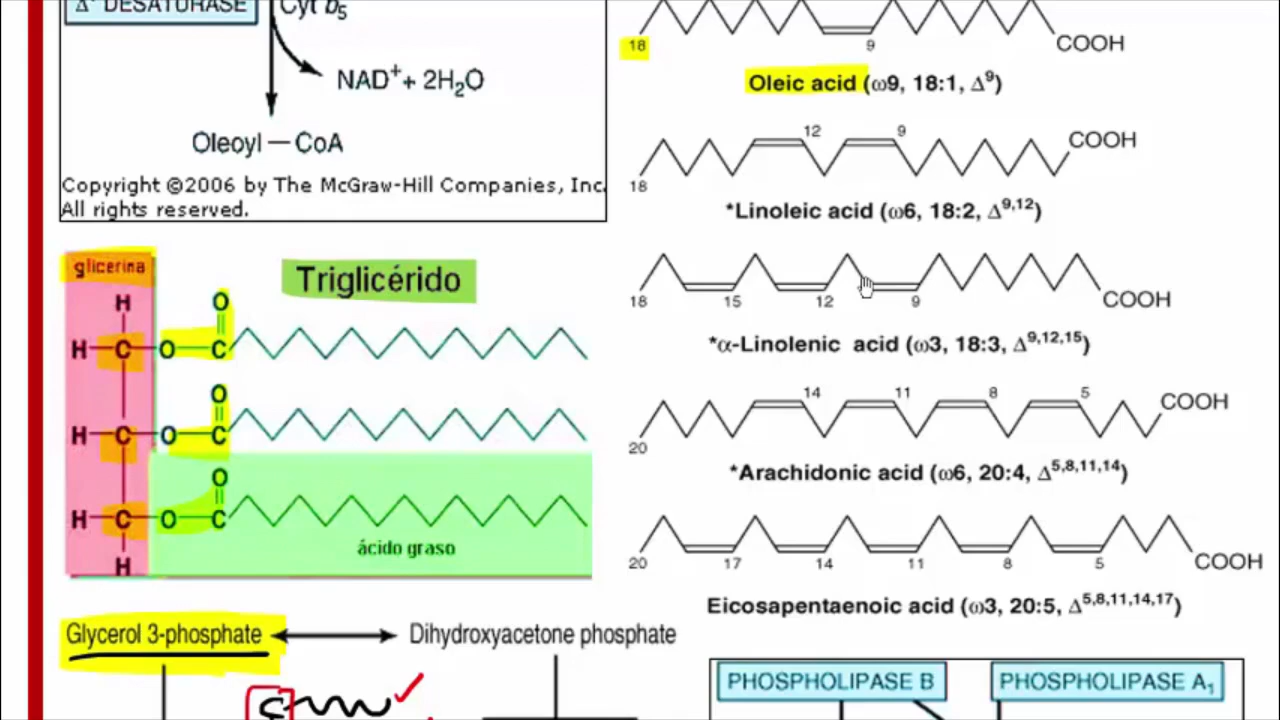 Δ⁹ DESATURASE
Cyt b₅
NAD⁺ + 2H₂O
Oleoyl — CoA
Copyright ©2006 by The McGraw-Hill Companies, Inc.
All rights reserved.
18 9 COOH
Oleic acid (ω9, 18:1, Δ⁹)
18 12 9 COOH
*Linoleic acid (ω6, 18:2, Δ⁹,¹²)
18 15 12 9 COOH
*α-Linolenic acid (ω3, 18:3, Δ⁹,¹²,¹⁵)
20 14 11 8 5 COOH
*Arachidonic acid (ω6, 20:4, Δ⁵,⁸,¹¹,¹⁴)
20 17 14 11 8 5 COOH
Eicosapentaenoic acid (ω3, 20:5, Δ⁵,⁸,¹¹,¹⁴,¹⁷)
glicerina
Triglicérido
H O
H C O C
O
H C O C
O
H C O C
H
ácido graso
Glycerol 3-phosphate
Dihydroxyacetone phosphate
PHOSPHOLIPASE B
PHOSPHOLIPASE A₁